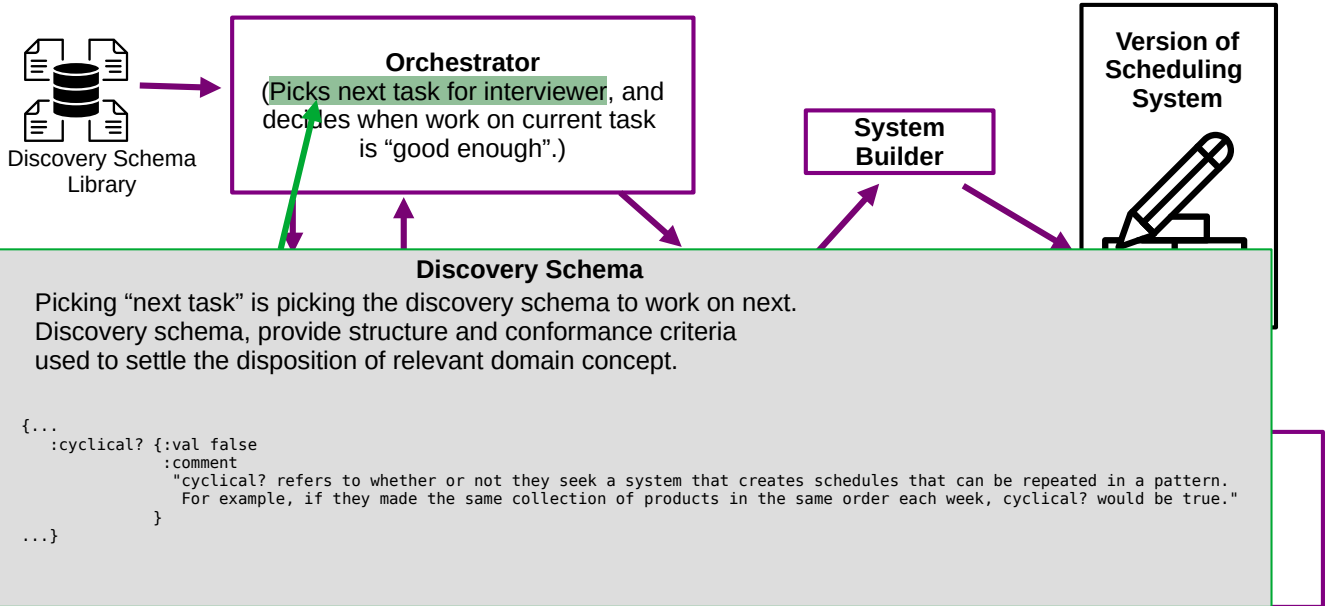 Orchestrator
(Picks next task for interviewer, and
decides when work on current task
is “good enough”.)
Discovery Schema
Library
System
Builder
Version of
Scheduling
System
Discovery Schema
Picking “next task” is picking the discovery schema to work on next.
Discovery schema, provide structure and conformance criteria
used to settle the disposition of relevant domain concept.
{...
:cyclical? {:val false
:comment
"cyclical? refers to whether or not they seek a system that creates schedules that can be repeated in a pattern.
For example, if they made the same collection of products in the same order each week, cyclical? would be true."
}
...}